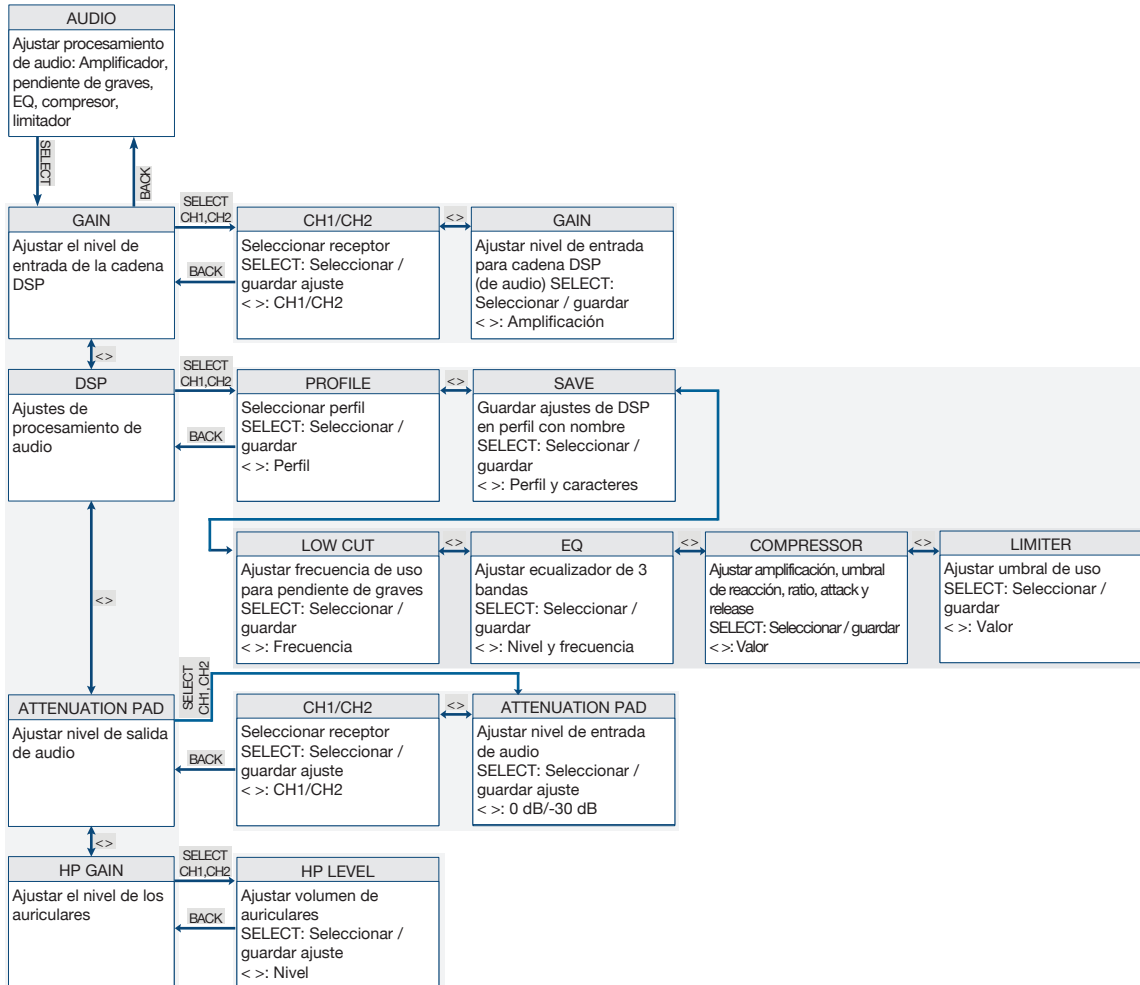 AUDIO
Ajustar procesamiento
de audio: Amplificador,
pendiente de graves,
EQ, compresor,
limitador
SELECT
BACK
GAIN
Ajustar el nivel de
entrada de la cadena
DSP
SELECT
CH1,CH2
BACK
CH1/CH2
Seleccionar receptor
SELECT: Seleccionar /
guardar ajuste
< >: CH1/CH2
<>
GAIN
Ajustar nivel de entrada
para cadena DSP
(de audio) SELECT:
Seleccionar / guardar
< >: Amplificación
<>
DSP
Ajustes de
procesamiento de
audio
SELECT
CH1,CH2
BACK
PROFILE
Seleccionar perfil
SELECT: Seleccionar /
guardar
< >: Perfil
<>
SAVE
Guardar ajustes de DSP
en perfil con nombre
SELECT: Seleccionar /
guardar
< >: Perfil y caracteres
LOW CUT
Ajustar frecuencia de uso
para pendiente de graves
SELECT: Seleccionar /
guardar
< >: Frecuencia
<>
EQ
Ajustar ecualizador de 3
bandas
SELECT: Seleccionar /
guardar
< >: Nivel y frecuencia
<>
COMPRESSOR
Ajustar amplificación, umbral
de reacción, ratio, attack y
release
SELECT: Seleccionar / guardar
< >: Valor
<>
LIMITER
Ajustar umbral de uso
SELECT: Seleccionar /
guardar
< >: Valor
<>
ATTENUATION PAD
Ajustar nivel de salida
de audio
SELECT
CH1,CH2
BACK
CH1/CH2
Seleccionar receptor
SELECT: Seleccionar /
guardar ajuste
< >: CH1/CH2
<>
ATTENUATION PAD
Ajustar nivel de entrada
de audio
SELECT: Seleccionar /
guardar ajuste
< >: 0 dB/-30 dB
<>
HP GAIN
Ajustar el nivel de los
auriculares
SELECT
CH1,CH2
BACK
HP LEVEL
Ajustar volumen de
auriculares
SELECT: Seleccionar /
guardar ajuste
< >: Nivel